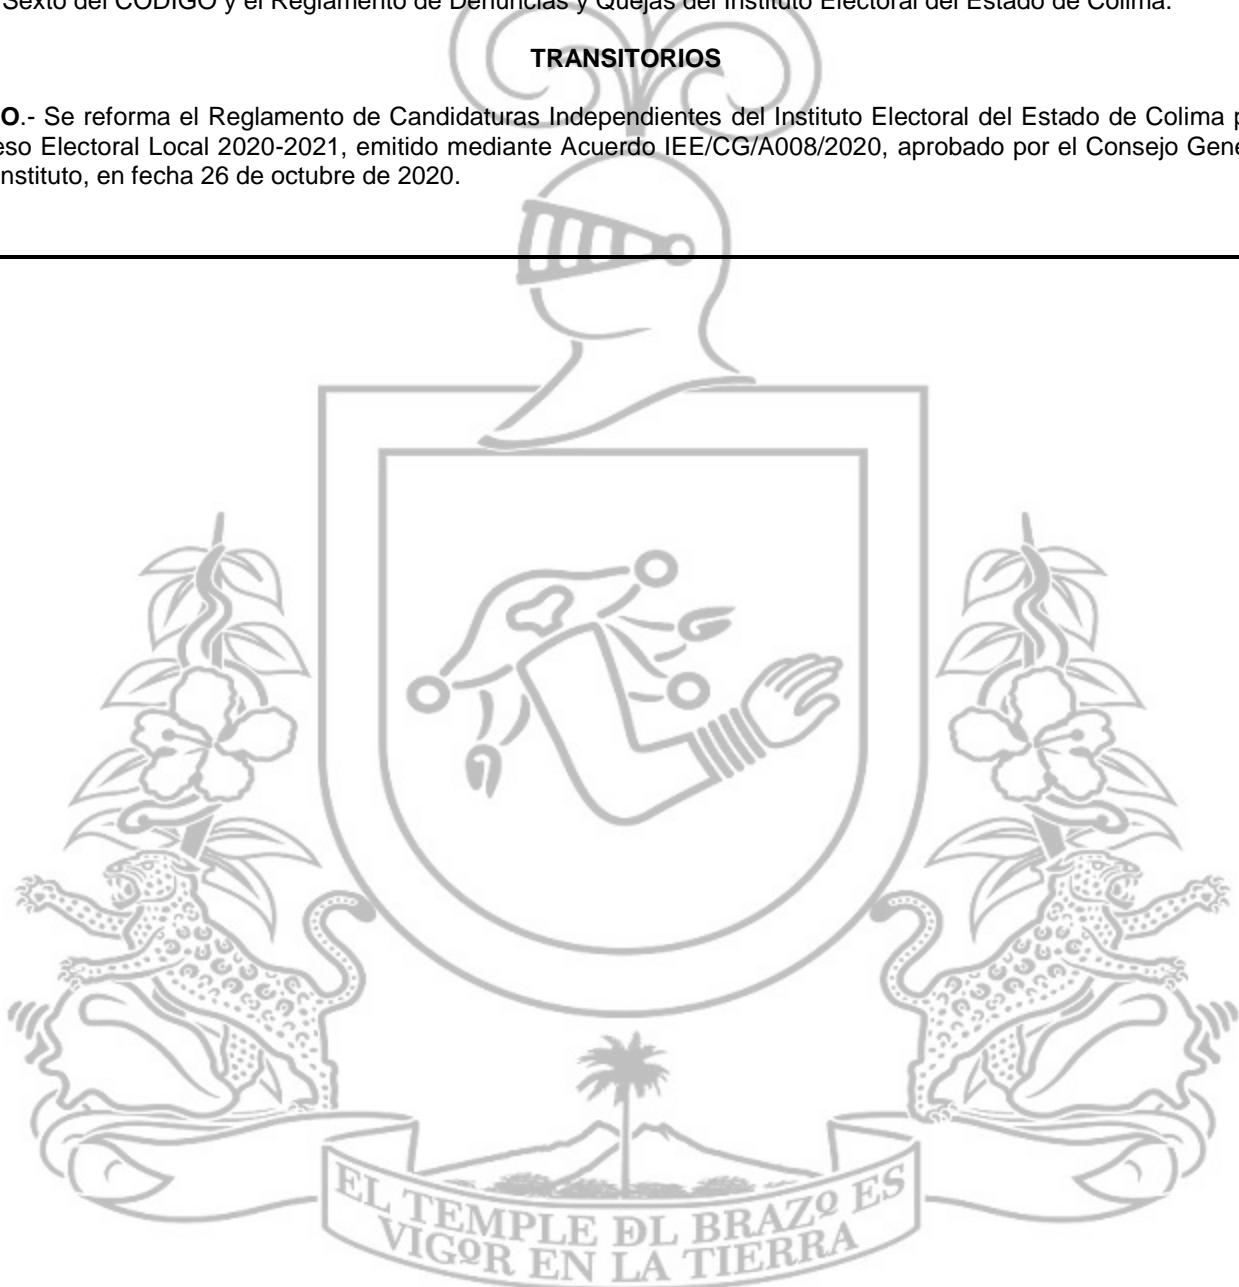 Sexto del CÓDIGO y el Reglamento de Denuncias y Quejas del Instituto Electoral del Estado de Colima.
TRANSITORIOS
O.- Se reforma el Reglamento de Candidaturas Independientes del Instituto Electoral del Estado de Colima p
eso Electoral Local 2020-2021, emitido mediante Acuerdo IEE/CG/A008/2020, aprobado por el Consejo Gene
nstituto, en fecha 26 de octubre de 2020.
EL TEMPLE DL BRAZO ES
VIGOR EN LA TIERRA